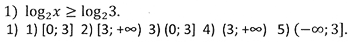 1) log₂x ≥ log₂3.
1) 1) [0; 3] 2) [3; +∞) 3) (0; 3] 4) (3; +∞) 5) (−∞; 3].